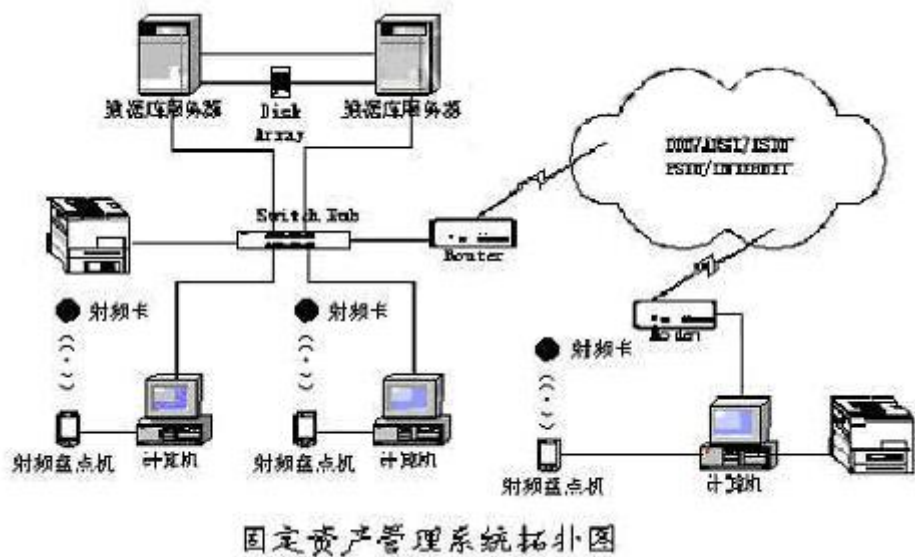 数据库服务器
Disk
Array
数据库服务器
Switch Hub
Router
射频卡
射频卡
Modem
射频卡
射频盘点机
计算机
射频盘点机
计算机
射频盘点机
计算机
固定资产管理系统拓扑图